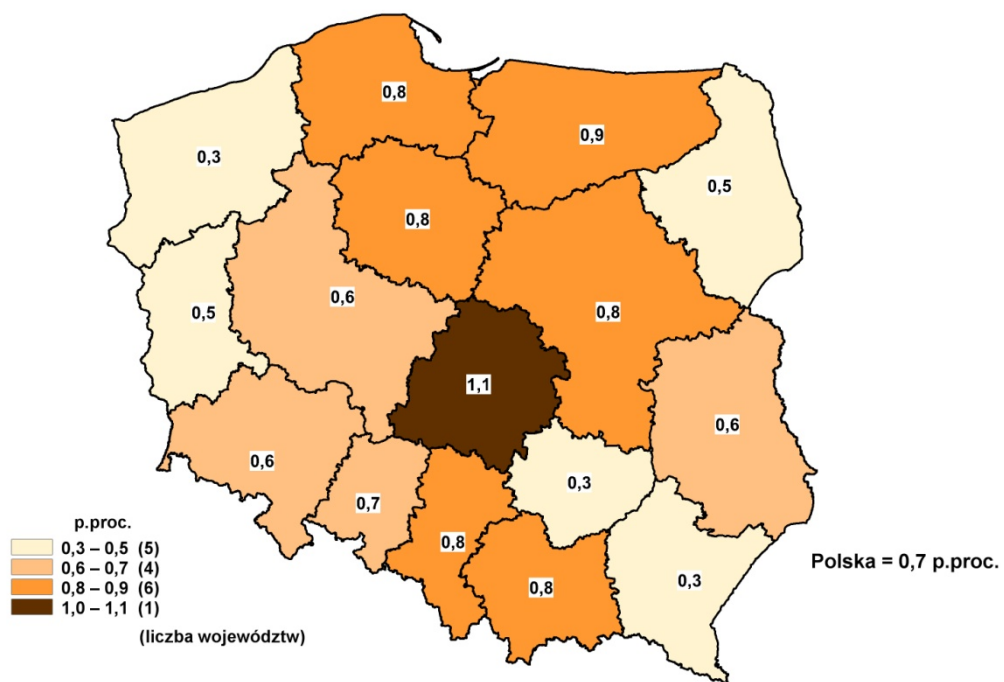 0,8
0,9
0,3
0,5
0,8
0,6
0,5
0,8
1,1
0,6
0,6
0,3
0,7
0,8
0,8
0,3
p.proc.
0,3 – 0,5 (5)
0,6 – 0,7 (4)
0,8 – 0,9 (6)
1,0 – 1,1 (1)
(liczba województw)
Polska = 0,7 p.proc.